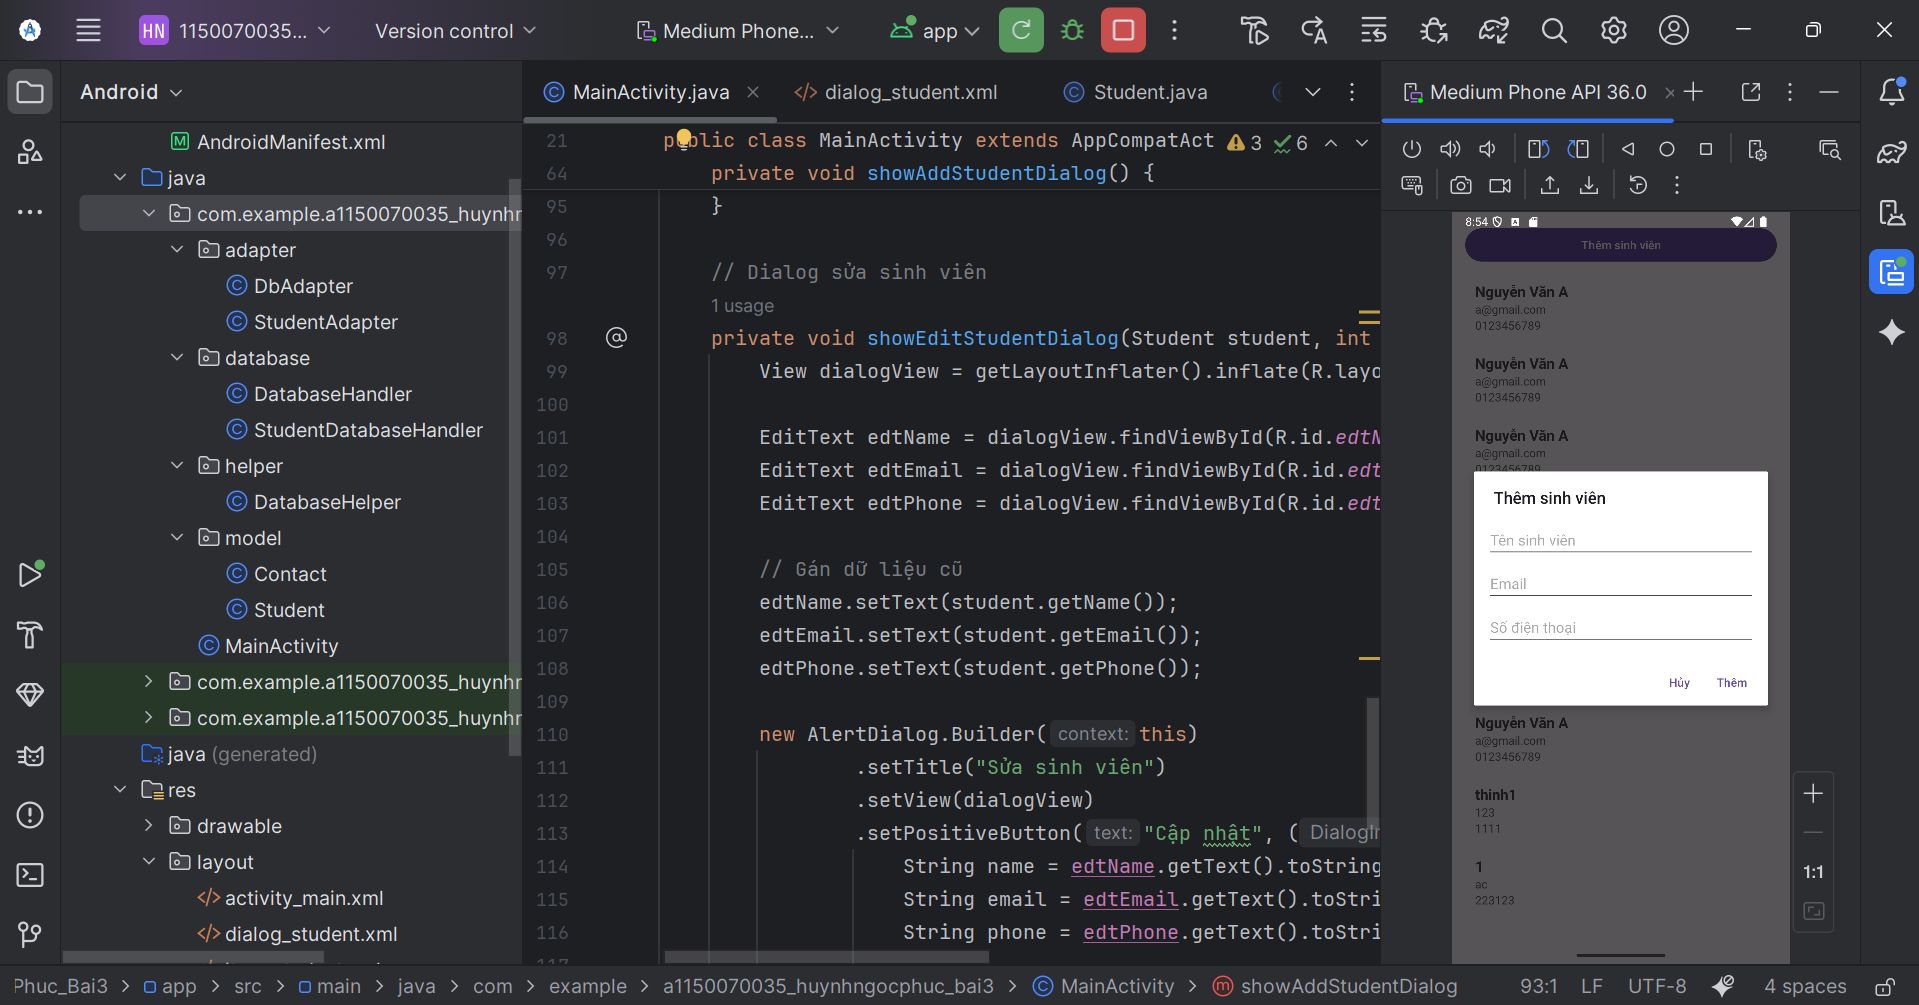 HN 1150070035... Version control Medium Phone... app
Android
MainActivity.java dialog_student.xml Student.java
Medium Phone API 36.0
AndroidManifest.xml
java
com.example.a1150070035_huynhn
adapter
DbAdapter
StudentAdapter
database
DatabaseHandler
StudentDatabaseHandler
helper
DatabaseHelper
model
Contact
Student
MainActivity
com.example.a1150070035_huynhn
com.example.a1150070035_huynhn
java (generated)
res
drawable
layout
activity_main.xml
dialog_student.xml
21 public class MainActivity extends AppCompatAct 3 6
64 private void showAddStudentDialog() {
95 }
96
97 // Dialog sửa sinh viên
1 usage
98 @ private void showEditStudentDialog(Student student, int
99 View dialogView = getLayoutInflater().inflate(R.layo
100
101 EditText edtName = dialogView.findViewById(R.id.edtN
102 EditText edtEmail = dialogView.findViewById(R.id.edt
103 EditText edtPhone = dialogView.findViewById(R.id.edt
104
105 // Gán dữ liệu cũ
106 edtName.setText(student.getName());
107 edtEmail.setText(student.getEmail());
108 edtPhone.setText(student.getPhone());
109
110 new AlertDialog.Builder( context: this)
111 .setTitle("Sửa sinh viên")
112 .setView(dialogView)
113 .setPositiveButton( text: "Cập nhật", ( DialogIn
114 String name = edtName.getText().toString
115 String email = edtEmail.getText().toStri
116 String phone = edtPhone.getText().toStri
117
8:54
Thêm sinh viên
Nguyễn Văn A
a@gmail.com
0123456789
Nguyễn Văn A
a@gmail.com
0123456789
Nguyễn Văn A
a@gmail.com
0123456789
Thêm sinh viên
Tên sinh viên
Email
Số điện thoại
Hủy Thêm
Nguyễn Văn A
a@gmail.com
0123456789
thinh1
123
1111
1
ac
223123
1:1
Phuc_Bai3 > app > src > main > java > com > example > a1150070035_huynhngocphuc_bai3 > MainActivity > showAddStudentDialog 93:1 LF UTF-8 4 spaces